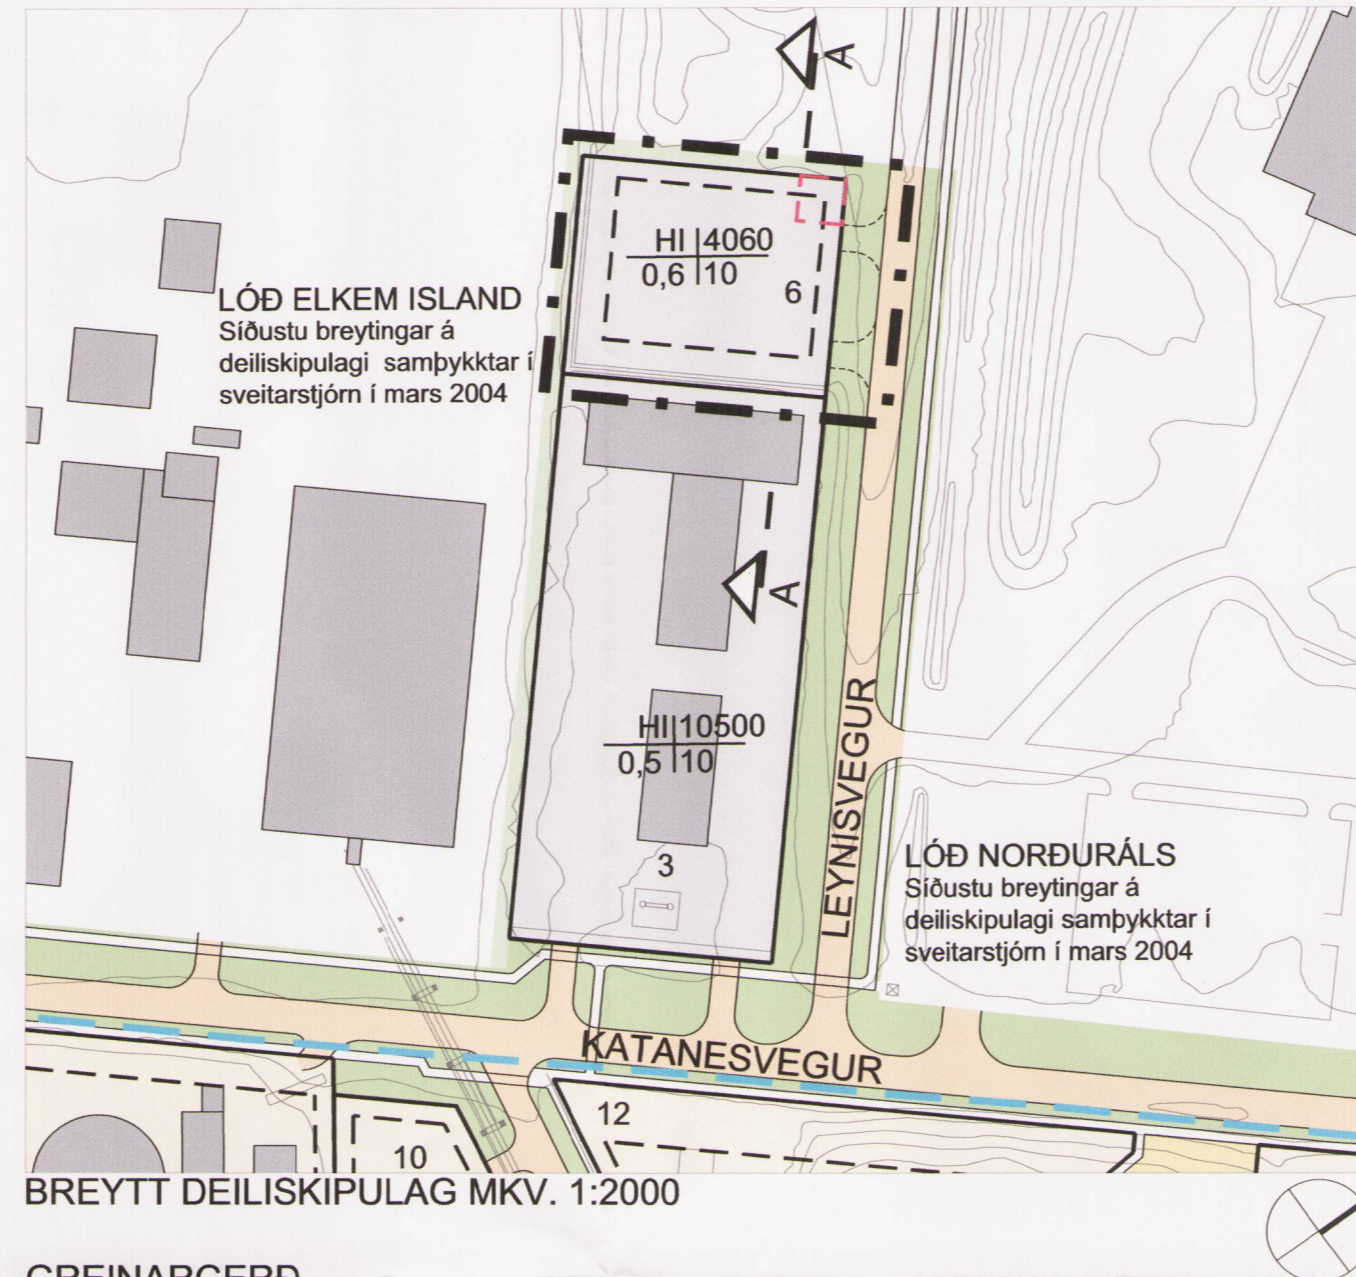 A
HI 4060
0,6 10
6
LÓÐ ELKEM ISLAND
Síðustu breytingar á
deiliskipulagi samþykktar í
sveitarstjórn í mars 2004
A
HI 10500
0,5 10
3
LEYNISVEGUR
LÓÐ NORÐURÁLS
Síðustu breytingar á
deiliskipulagi samþykktar í
sveitarstjórn í mars 2004
KATANESVEGUR
12
10
BREYTT DEILISKIPULAG MKV. 1:2000
GREINARGERÐ